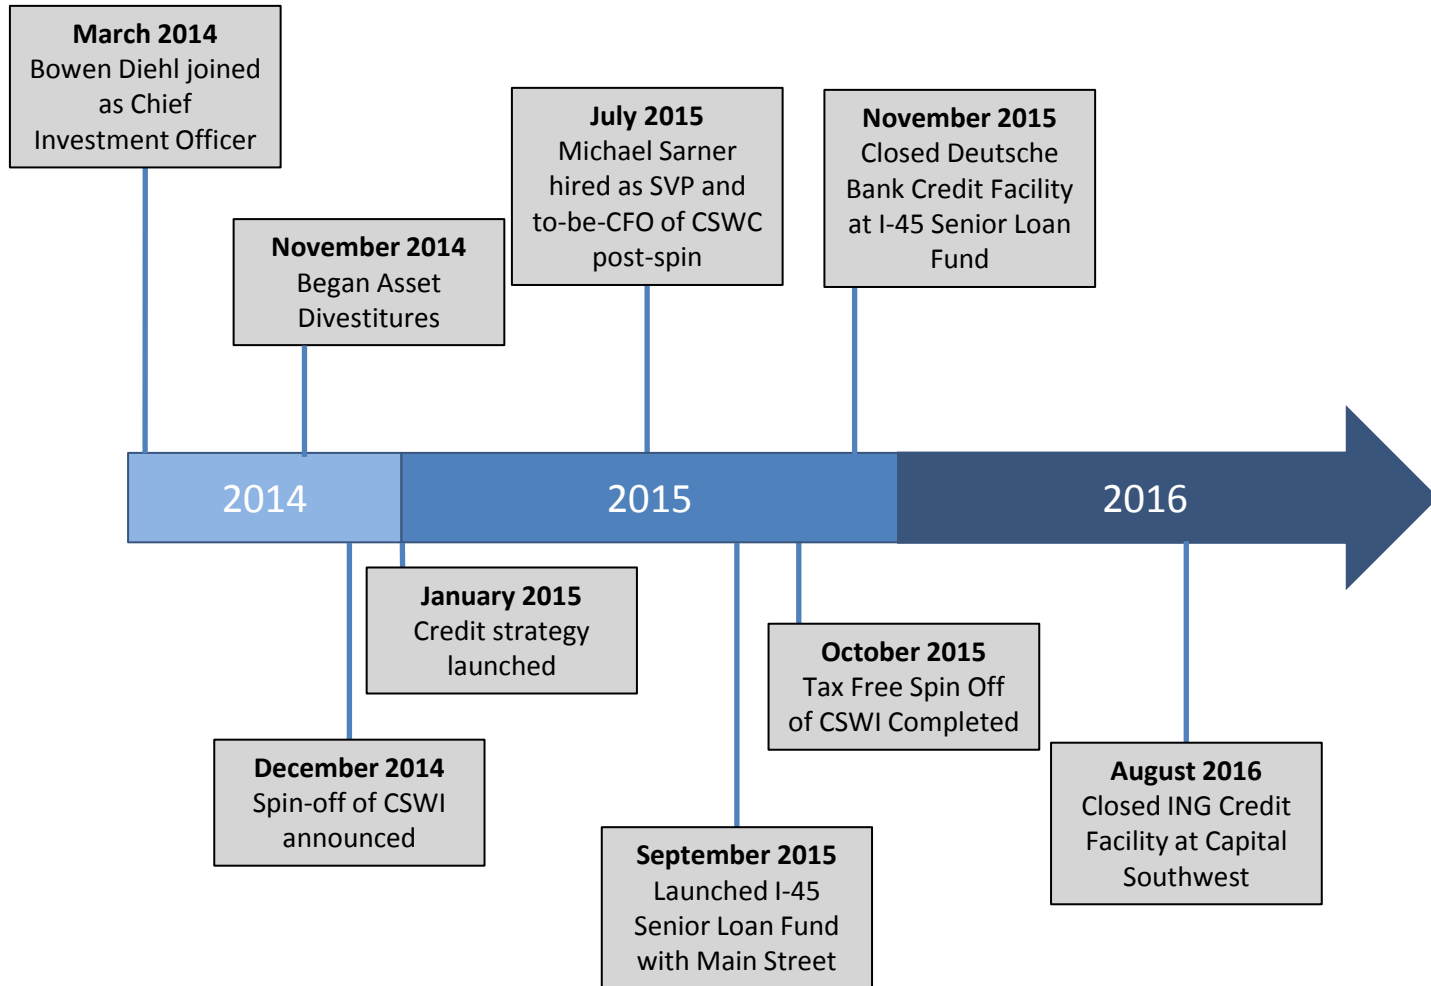 March 2014
Bowen Diehl joined
as Chief
Investment Officer
November 2014
Began Asset
Divestitures
July 2015
Michael Sarner
hired as SVP and
to-be-CFO of CSWC
post-spin
November 2015
Closed Deutsche
Bank Credit Facility
at I-45 Senior Loan
Fund
2014
2015
2016
December 2014
Spin-off of CSWI
announced
January 2015
Credit strategy
launched
September 2015
Launched I-45
Senior Loan Fund
with Main Street
October 2015
Tax Free Spin Off
of CSWI Completed
August 2016
Closed ING Credit
Facility at Capital
Southwest